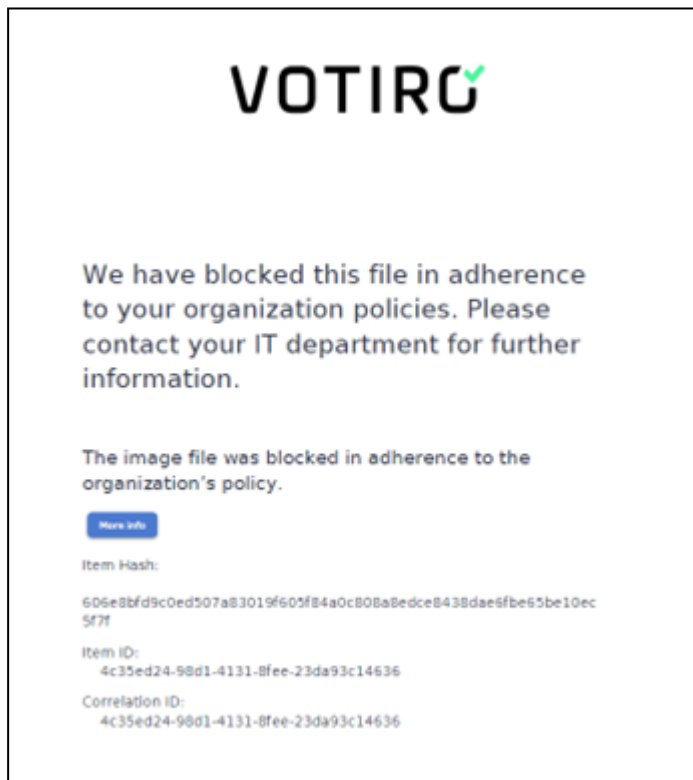 VOTIRO
We have blocked this file in adherence
to your organization policies. Please
contact your IT department for further
information.
The image file was blocked in adherence to the
organization's policy.
More info
Item Hash:
606e8bfd9c0ed507a83019f605f84a0c808a8edce8438dae6fbe65be10ec
5f7f
Item ID:
4c35ed24-98d1-4131-8fee-23da93c14636
Correlation ID:
4c35ed24-98d1-4131-8fee-23da93c14636